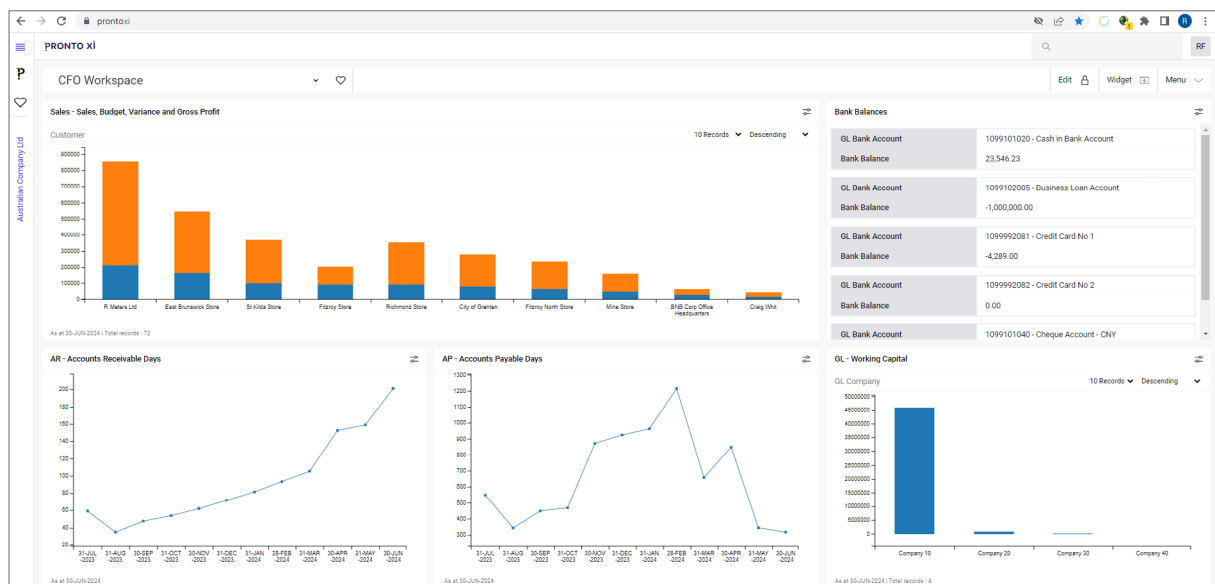 prontoxi
R
PRONTO Xi
RF
CFO Workspace
Edit
Widget
Menu
Australian Company Ltd
Sales - Sales, Budget, Variance and Gross Profit
Customer
10 Records
Descending
900000
800000
700000
600000
500000
400000
300000
200000
100000
0
R Meters Ltd
East Brunswick Store
St Kilda Store
Fitzroy Store
Richmond Store
City of Grenten
Fitzroy North Store
Mine Store
BNB Corp Office
Headquarters
Craig Whit
As at 30-JUN-2024 | Total records : 72
Bank Balances
GL Bank Account 1099101020 - Cash in Bank Account
Bank Balance 23,546.23
GL Bank Account 1099102085 - Business Loan Account
Bank Balance -1,000,000.00
GL Bank Account 1099992081 - Credit Card No 1
Bank Balance -4,289.00
GL Bank Account 1099992082 - Credit Card No 2
Bank Balance 0.00
GL Bank Account 1099101040 - Cheque Account - CNY
AR - Accounts Receivable Days
200
180
160
140
120
100
80
60
40
20
31-JUL 31-AUG 30-SEP 31-OCT 30-NOV 31-DEC 31-JAN 28-FEB 31-MAR 30-APR 31-MAY 30-JUN
-2023 -2023 -2023 -2023 -2023 -2023 -2024 -2024 -2024 -2024 -2024 -2024
As at 30-JUN-2024
AP - Accounts Payable Days
1300
1200
1100
1000
900
800
700
600
500
400
300
31-JUL 31-AUG 30-SEP 31-OCT 30-NOV 31-DEC 31-JAN 28-FEB 31-MAR 30-APR 31-MAY 30-JUN
-2023 -2023 -2023 -2023 -2023 -2023 -2024 -2024 -2024 -2024 -2024 -2024
As at 30-JUN-2024
GL - Working Capital
GL Company
10 Records
Descending
50000000
45000000
40000000
35000000
30000000
25000000
20000000
15000000
10000000
5000000
0
Company 10
Company 20
Company 30
Company 40
As at 30-JUN-2024 | Total records : 4